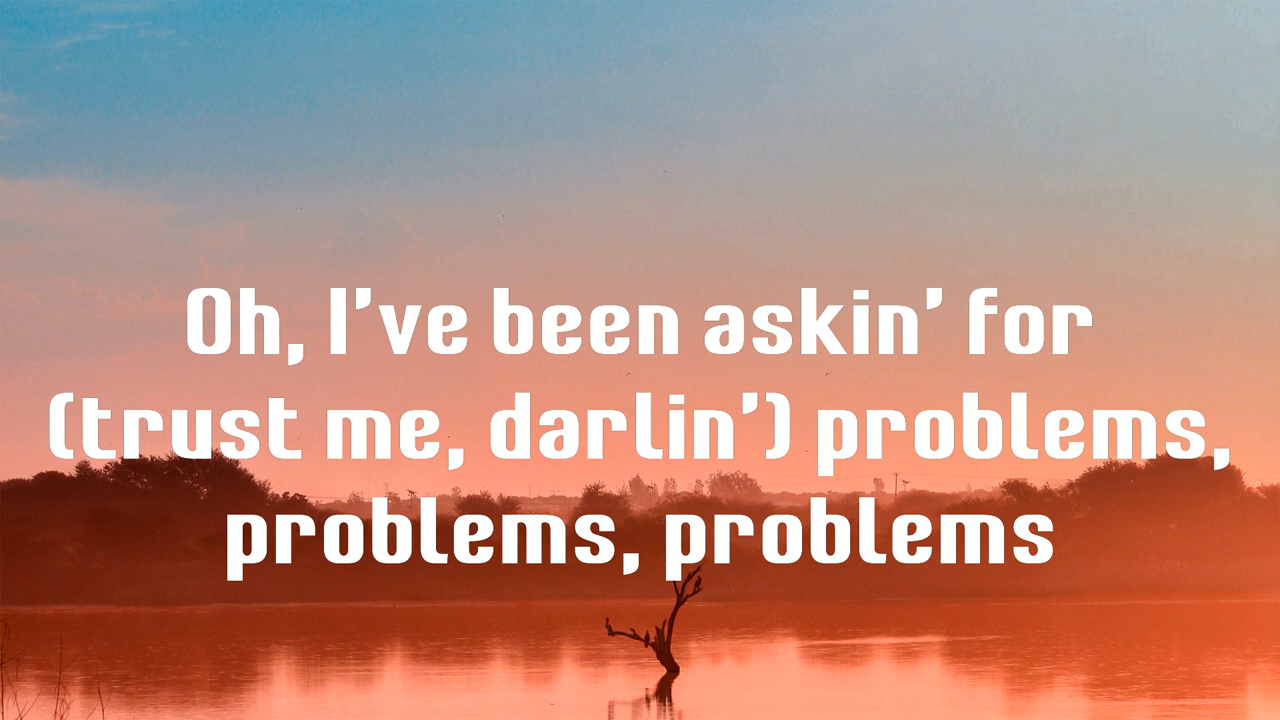 Oh, I've been askin' for
(trust me, darlin') problems,
problems, problems